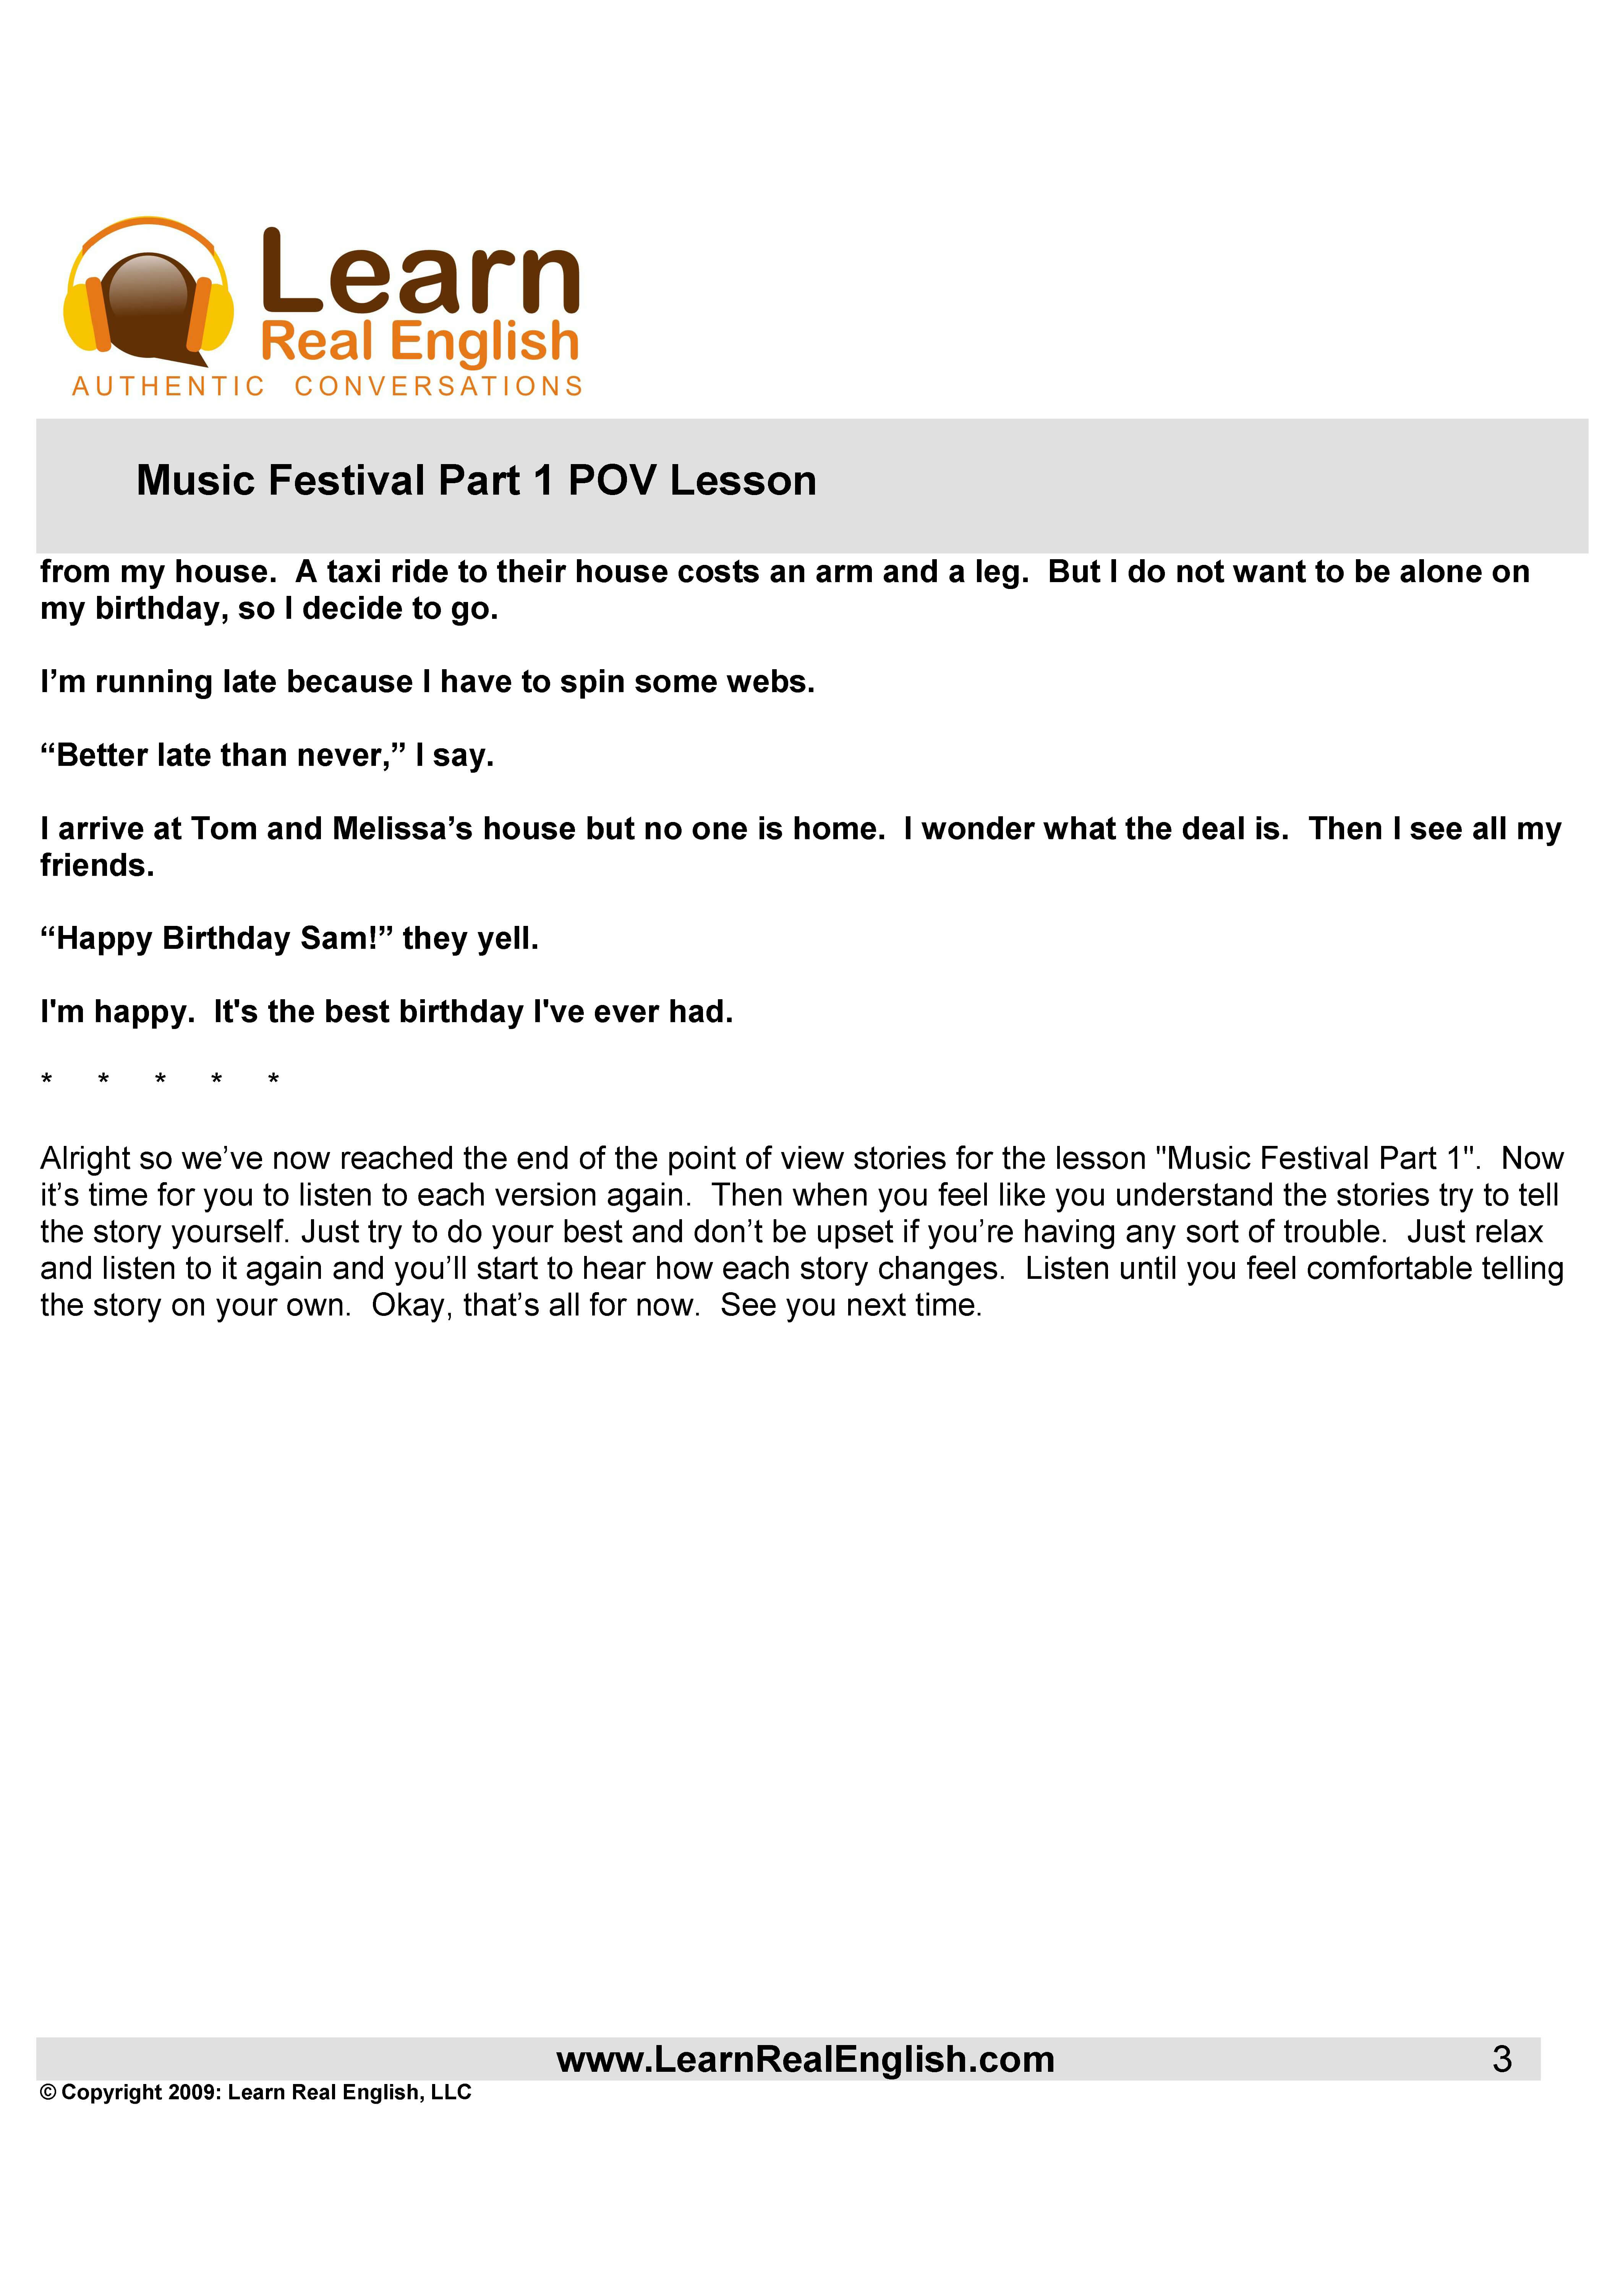 Learn
Real English
AUTHENTIC CONVERSATIONS
Music Festival Part 1 POV Lesson
from my house.  A taxi ride to their house costs an arm and a leg.  But I do not want to be alone on
my birthday, so I decide to go.
I’m running late because I have to spin some webs.
“Better late than never,” I say.
I arrive at Tom and Melissa’s house but no one is home.  I wonder what the deal is.  Then I see all my
friends.
“Happy Birthday Sam!” they yell.
I'm happy.  It's the best birthday I've ever had.
* * * * *
Alright so we’ve now reached the end of the point of view stories for the lesson "Music Festival Part 1".  Now
it’s time for you to listen to each version again.  Then when you feel like you understand the stories try to tell
the story yourself. Just try to do your best and don’t be upset if you’re having any sort of trouble.  Just relax
and listen to it again and you’ll start to hear how each story changes.  Listen until you feel comfortable telling
the story on your own.  Okay, that’s all for now.  See you next time.
www.LearnRealEnglish.com 3
© Copyright 2009: Learn Real English, LLC